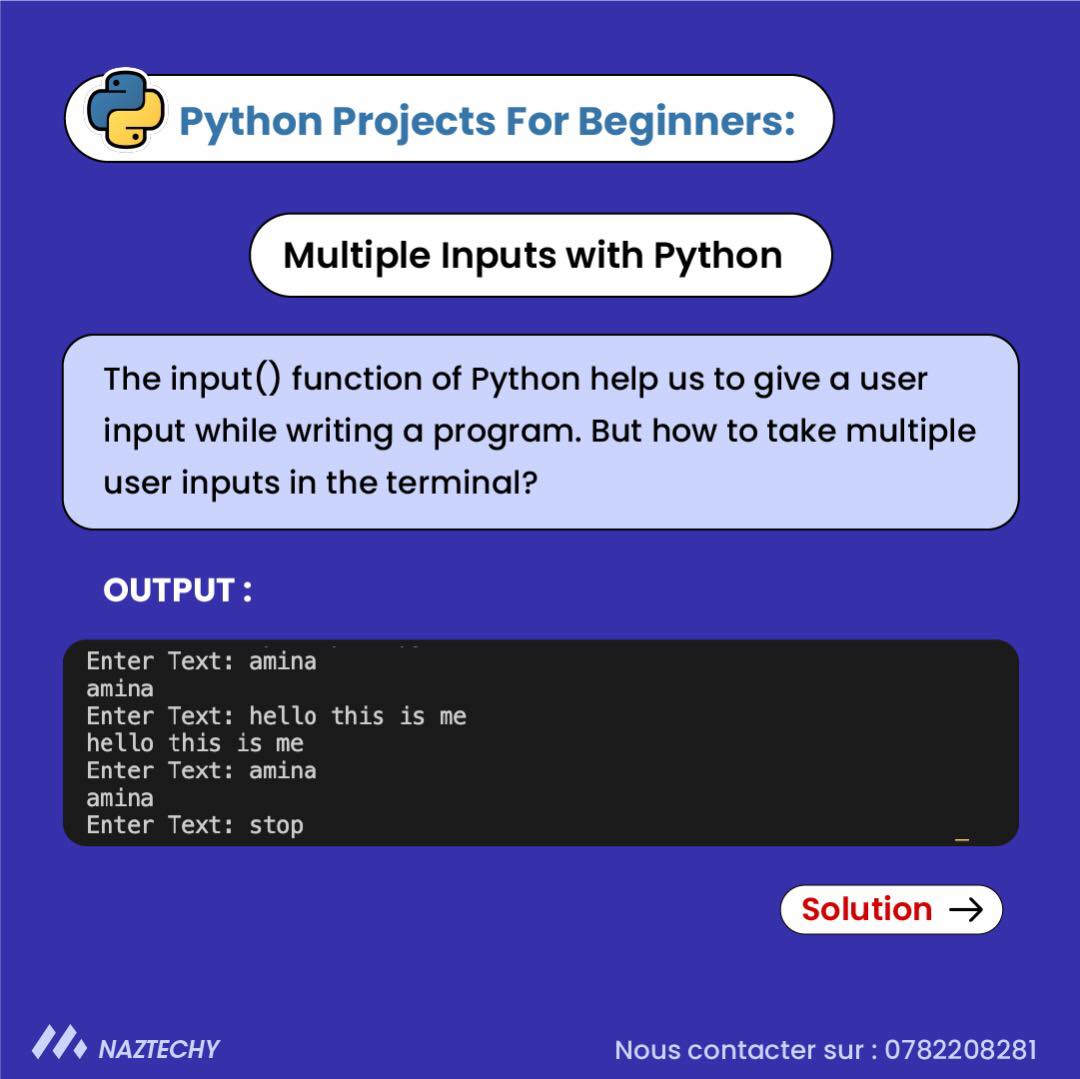 Python Projects For Beginners:
Multiple Inputs with Python
The input() function of Python help us to give a user
input while writing a program. But how to take multiple
user inputs in the terminal?
OUTPUT :
Enter Text: amina
amina
Enter Text: hello this is me
hello this is me
Enter Text: amina
amina
Enter Text: stop
Solution →
NAZTECHY
Nous contacter sur : 0782208281